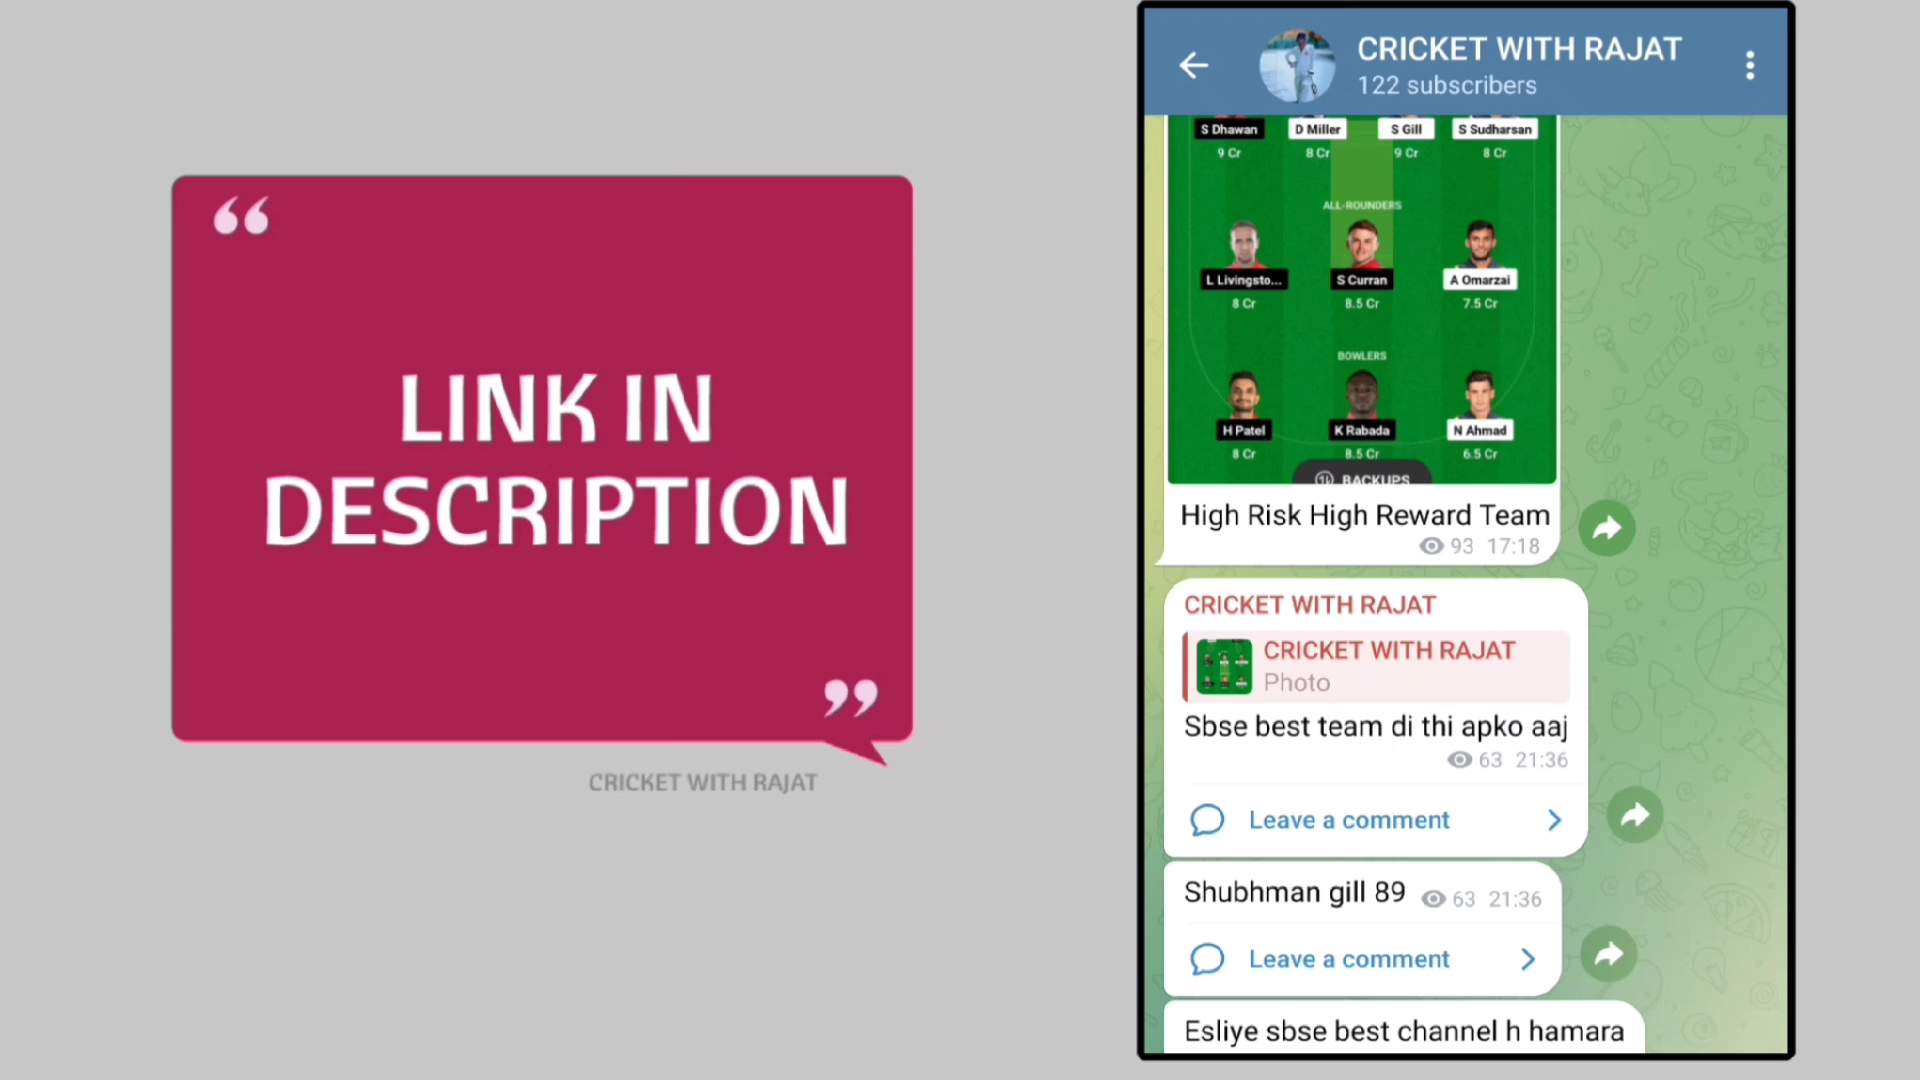 “
LINK IN
DESCRIPTION
”
CRICKET WITH RAJAT
CRICKET WITH RAJAT
122 subscribers
S Dhawan D Miller S Gill S Sudharsan
9 Cr 8 Cr 9 Cr 8 Cr
ALL-ROUNDERS
L Livingsto... S Curran A Omarzai
8 Cr 8.5 Cr 7.5 Cr
BOWLERS
H Patel K Rabada N Ahmad
8 Cr 8.5 Cr 6.5 Cr
BACKUPS
High Risk High Reward Team
93 17:18
CRICKET WITH RAJAT
CRICKET WITH RAJAT
Photo
Sbse best team di thi apko aaj
63 21:36
Leave a comment
Shubhman gill 89 63 21:36
Leave a comment
Esliye sbse best channel h hamara